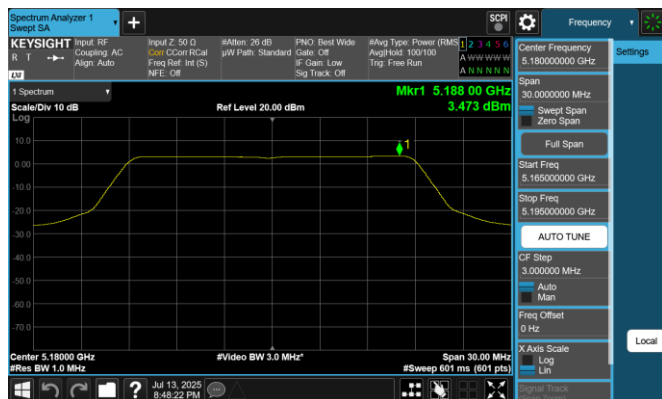 Spectrum Analyzer 1
Swept SA
SCPI
Frequency
KEYSIGHT
R T
LXI
Input: RF
Coupling: AC
Align: Auto
Input Z: 50 Ω
Corr CCorr RCal
Freq Ref: Int (S)
NFE: Off
#Atten: 26 dB
µW Path: Standard
PNO: Best Wide
Gate: Off
IF Gain: Low
Sig Track: Off
#Avg Type: Power (RMS
Avg|Hold: 100/100
Trig: Free Run
1 2 3 4 5 6
A W W W W W
A N N N N N
Center Frequency
5.180000000 GHz
Settings
1 Spectrum
Scale/Div 10 dB
Log
Ref Level 20.00 dBm
Mkr1 5.188 00 GHz
3.473 dBm
10.0
0.00
-10.0
-20.0
-30.0
-40.0
-50.0
-60.0
-70.0
1
Center 5.18000 GHz
#Res BW 1.0 MHz
#Video BW 3.0 MHz*
Span 30.00 MHz
#Sweep 601 ms (601 pts)
Span
30.0000000 MHz
Swept Span
Zero Span
Full Span
Start Freq
5.165000000 GHz
Stop Freq
5.195000000 GHz
AUTO TUNE
CF Step
3.000000 MHz
Auto
Man
Freq Offset
0 Hz
X Axis Scale
Log
Lin
Signal Track
Local
?
Jul 13, 2025
8:48:22 PM